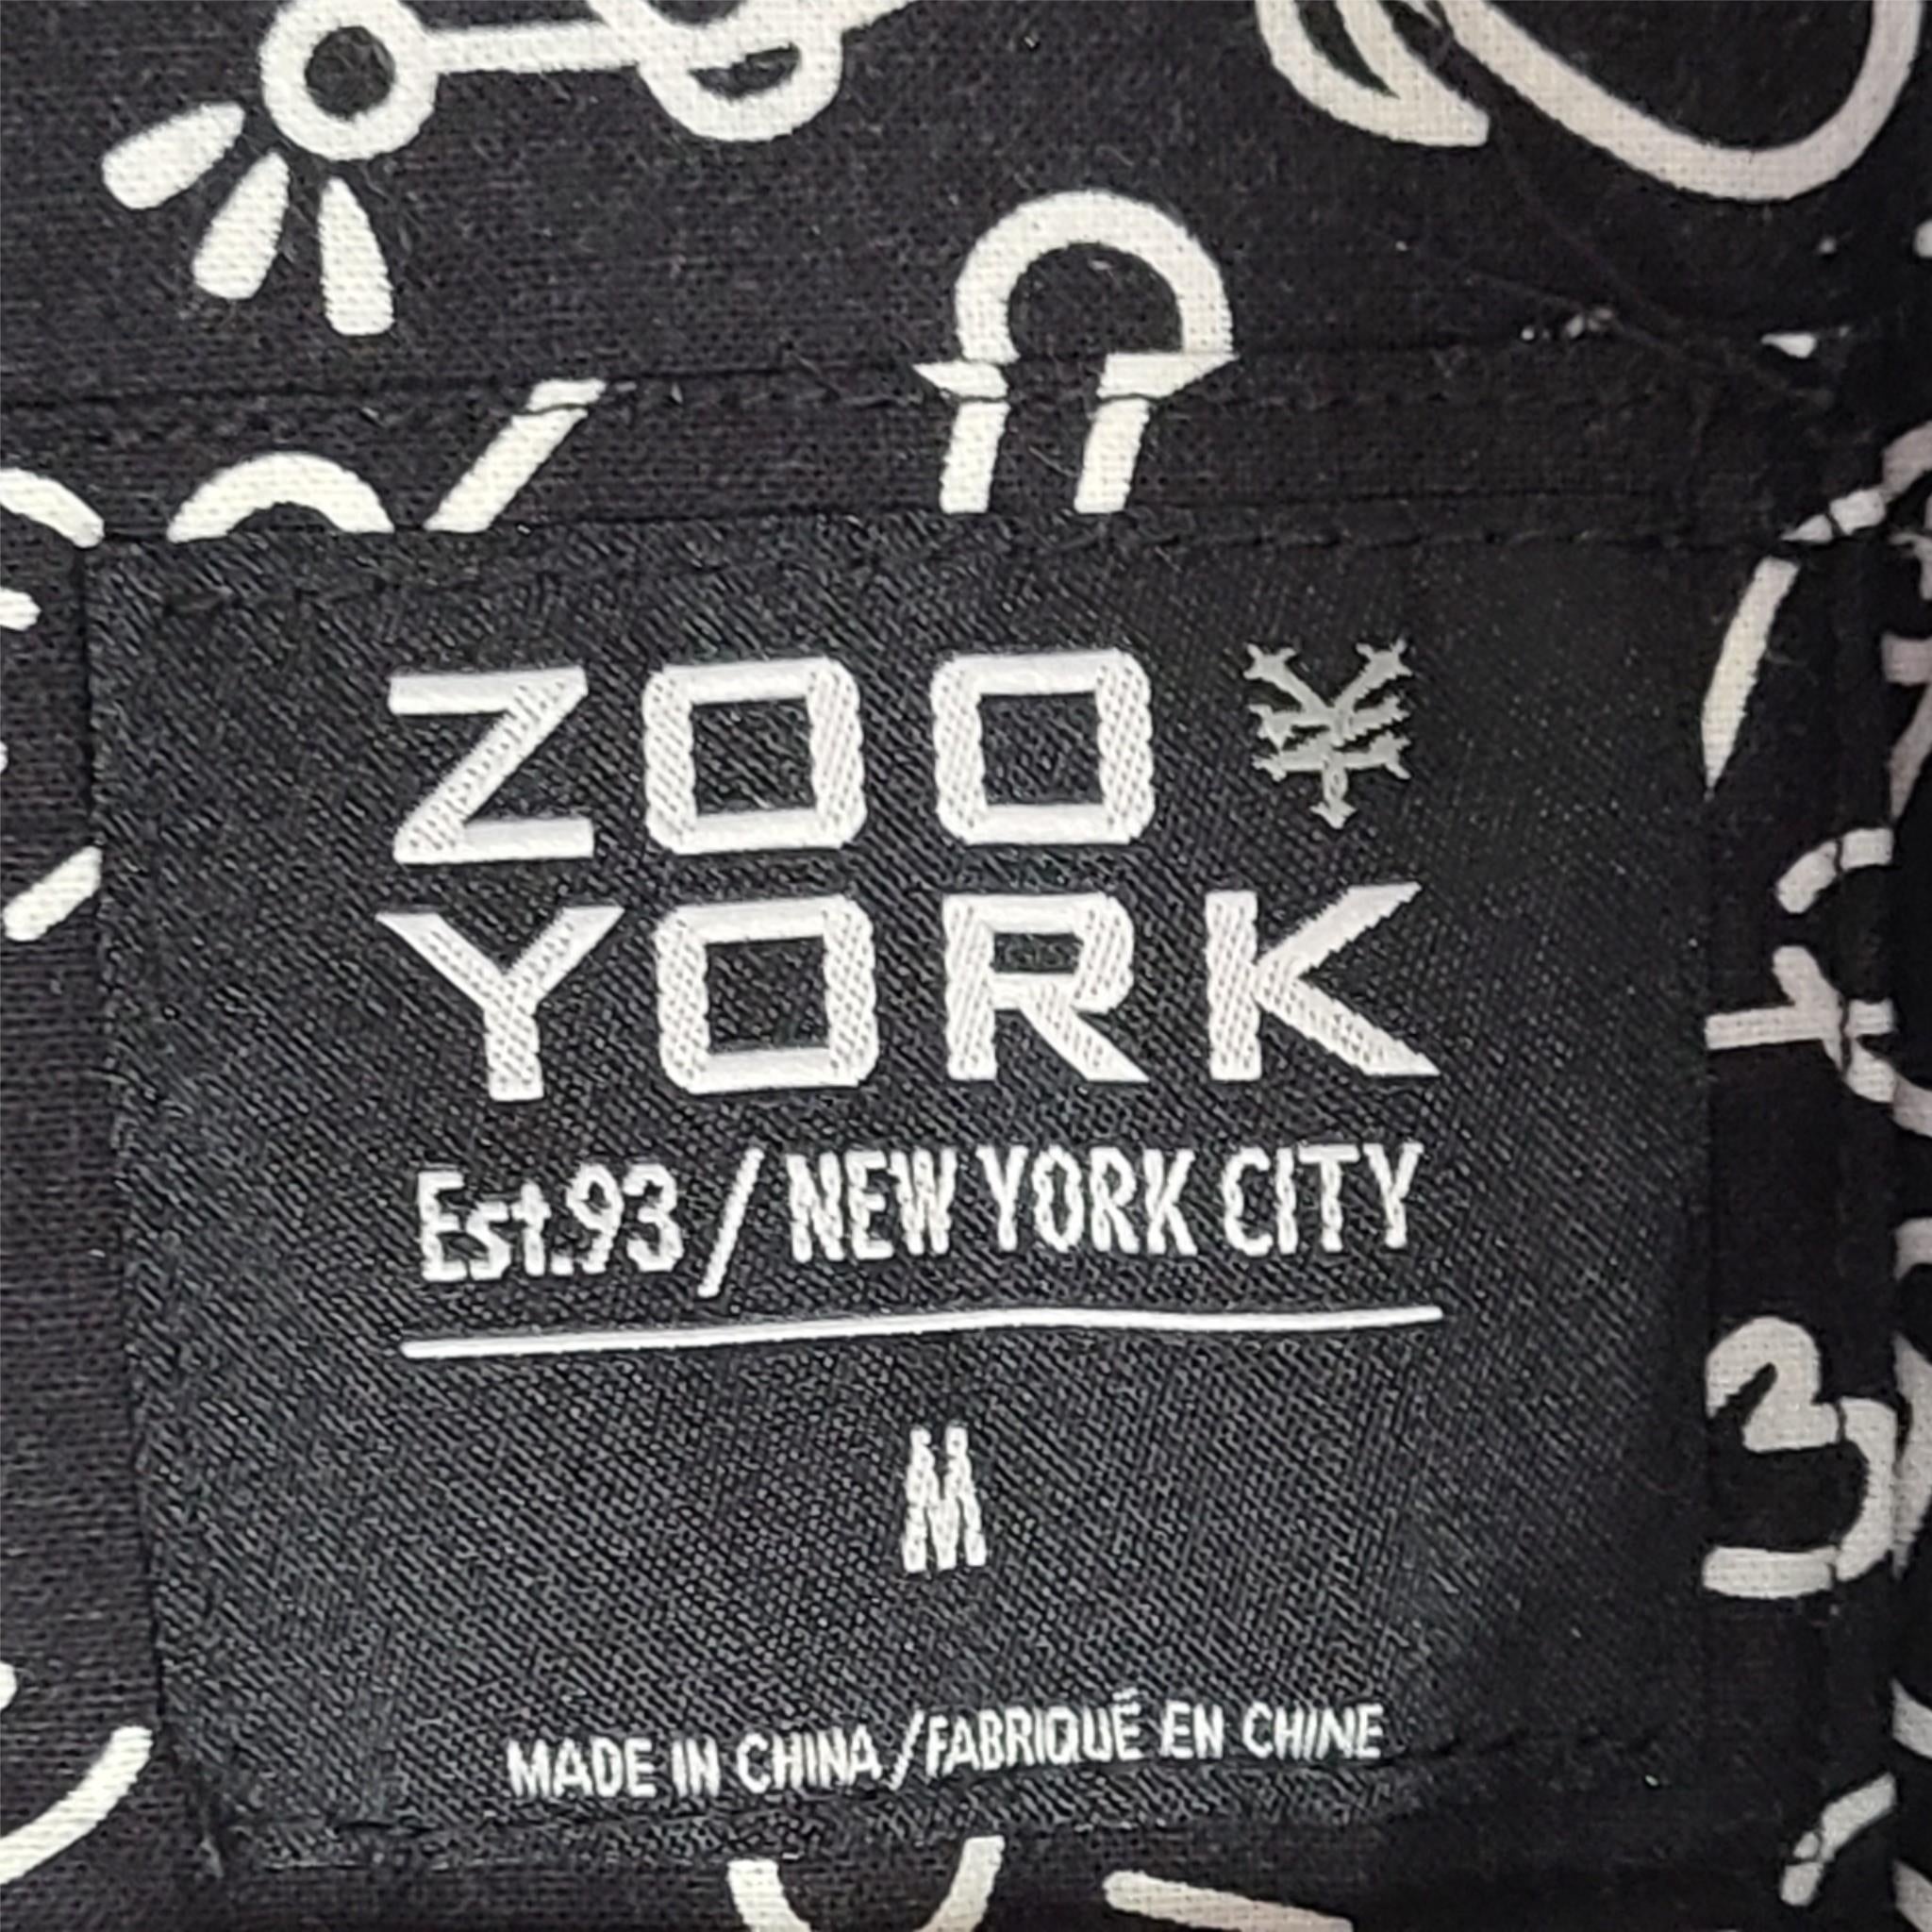 ZOO
YORK
Est.93 / NEW YORK CITY
M
MADE IN CHINA / FABRIQUÉ EN CHINE